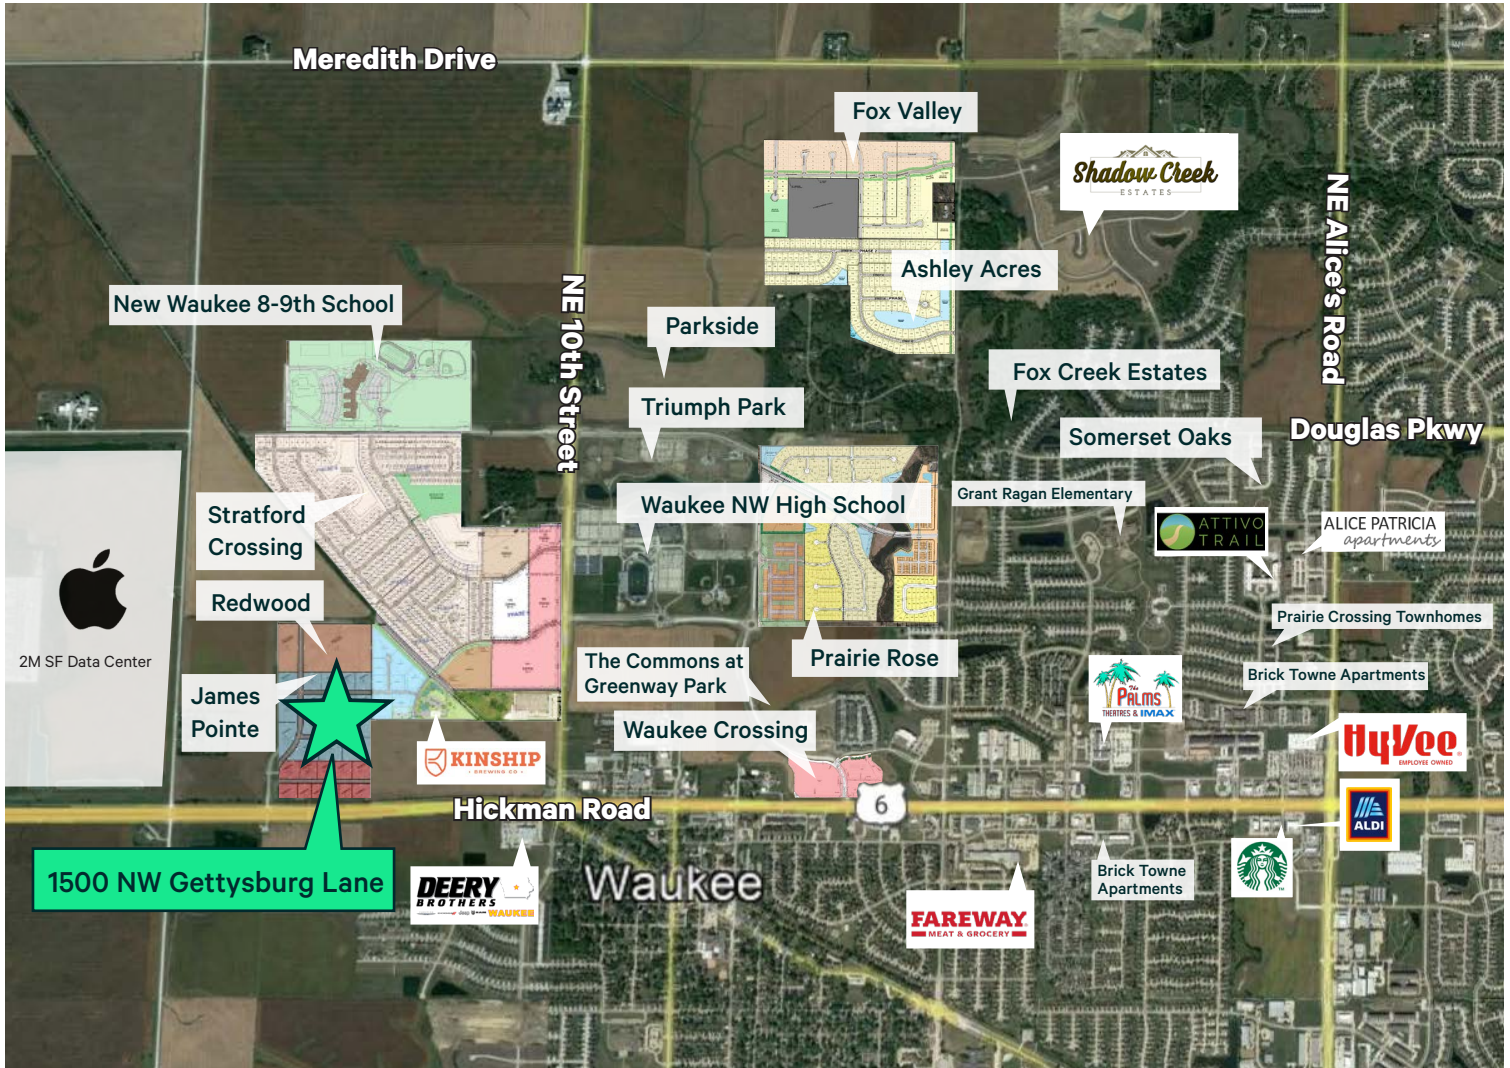 Meredith Drive
Fox Valley
Shadow Creek
ESTATES
NE Alice's Road
Ashley Acres
New Waukee 8-9th School
NE 10th Street
Parkside
Fox Creek Estates
Triumph Park
Somerset Oaks
Douglas Pkwy
Stratford
Crossing
Waukee NW High School
Grant Ragan Elementary
ATTIVO
TRAIL
ALICE PATRICIA
apartments
Redwood
2M SF Data Center
Prairie Crossing Townhomes
The Commons at
Greenway Park
Prairie Rose
James
Pointe
The
PALMS
THEATRES & IMAX
Brick Towne Apartments
Waukee Crossing
HyVee
EMPLOYEE OWNED
KINSHIP
BREWING CO.
Hickman Road
6
ALDI
1500 NW Gettysburg Lane
DEERY
BROTHERS
WAUKEE
Waukee
Brick Towne
Apartments
FAREWAY
MEAT & GROCERY